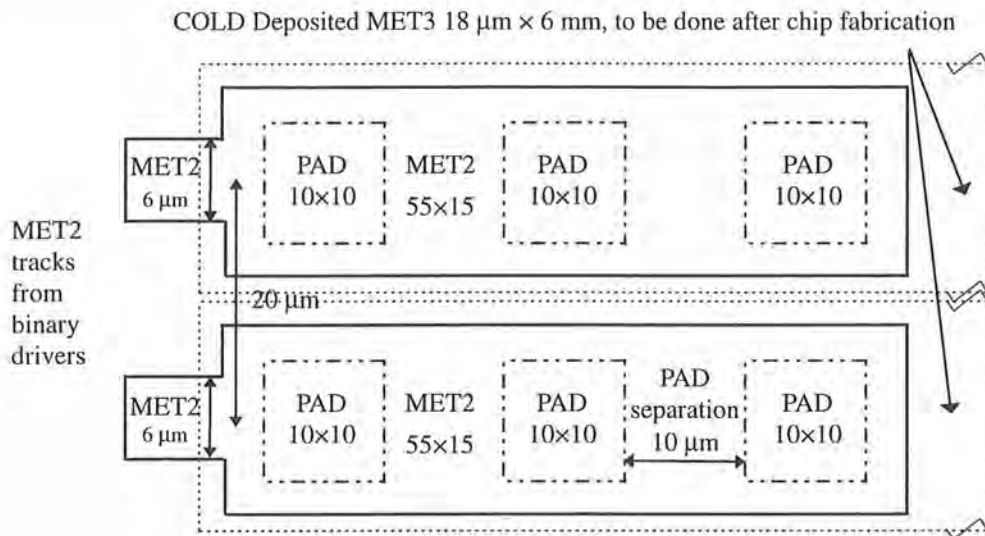 COLD Deposited MET3 18 µm × 6 mm, to be done after chip fabrication
MET2
6 µm
PAD
10×10
MET2
55×15
PAD
10×10
PAD
10×10
MET2
tracks
from
binary
drivers
20 µm
MET2
6 µm
PAD
10×10
MET2
55×15
PAD
10×10
PAD
separation
10 µm
PAD
10×10